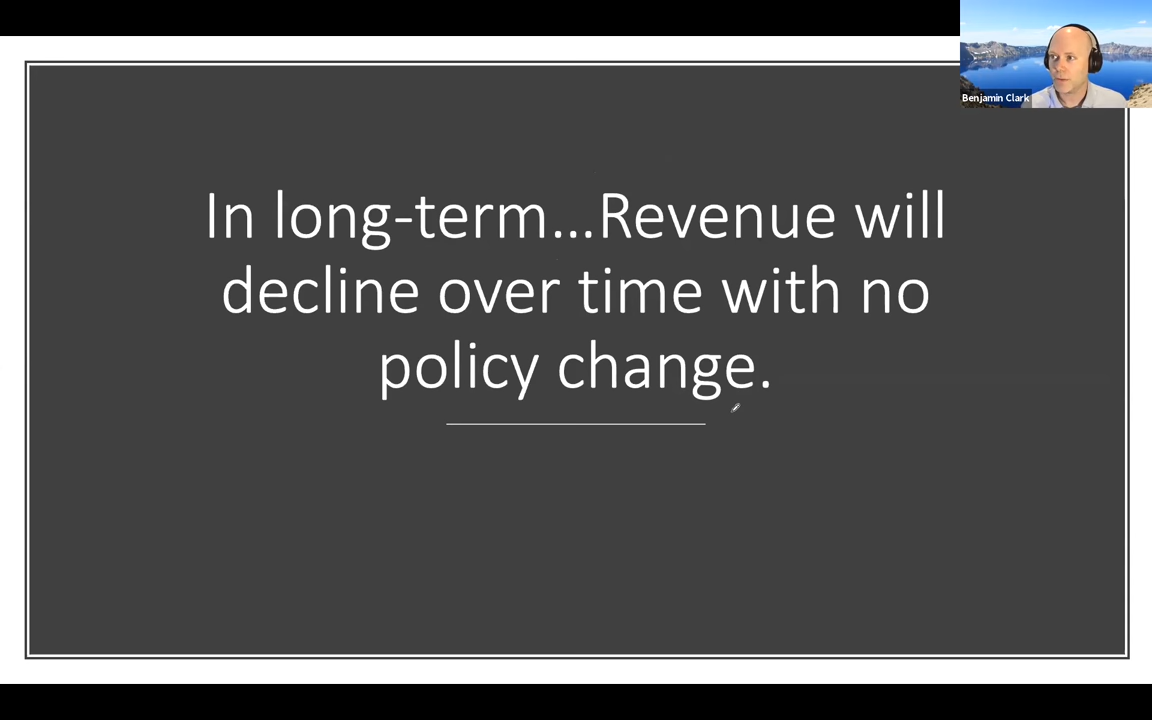 Benjamin Clark
In long-term...Revenue will
decline over time with no
policy change.